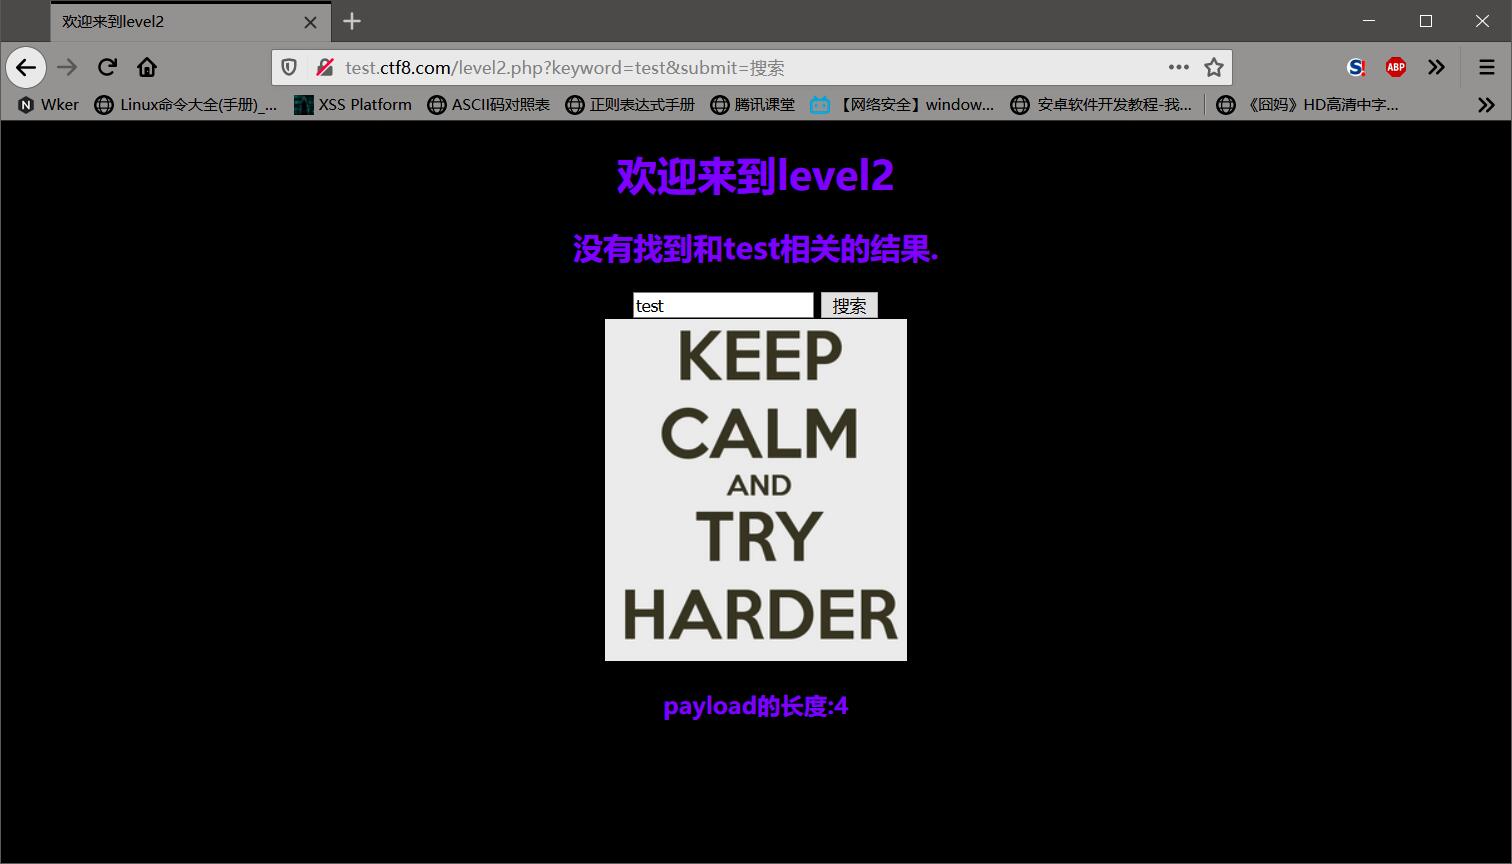 欢迎来到level2
test.ctf8.com/level2.php?keyword=test&submit=搜索
ABP
Wker
Linux命令大全(手册)_...
XSS Platform
ASCII码对照表
正则表达式手册
腾讯课堂
【网络安全】window...
安卓软件开发教程-我...
《囧妈》HD高清中字...
欢迎来到level2
没有找到和test相关的结果.
test 搜索
KEEP
CALM
AND
TRY
HARDER
payload的长度:4